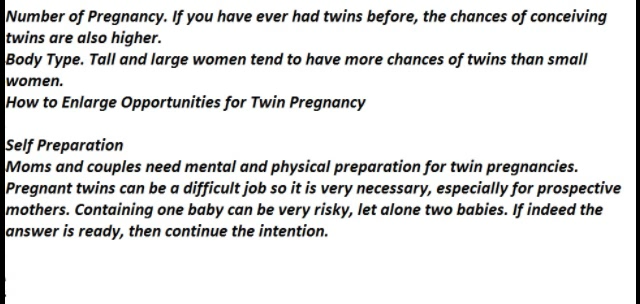 Number of Pregnancy. If you have ever had twins before, the chances of conceiving
twins are also higher.
Body Type. Tall and large women tend to have more chances of twins than small
women.
How to Enlarge Opportunities for Twin Pregnancy
Self Preparation
Moms and couples need mental and physical preparation for twin pregnancies.
Pregnant twins can be a difficult job so it is very necessary, especially for prospective
mothers. Containing one baby can be very risky, let alone two babies. If indeed the
answer is ready, then continue the intention.